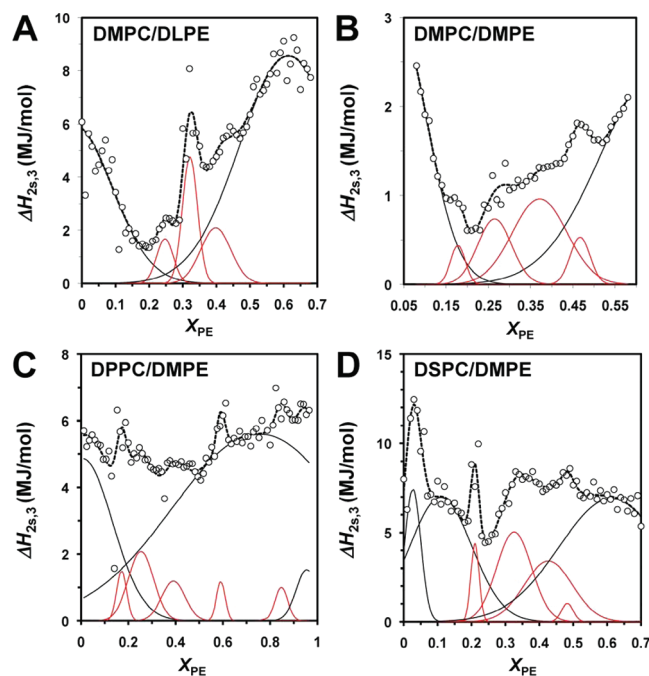 A
DMPC/DLPE
10
8
6
4
2
0
ΔH2s,3 (MJ/mol)
0 0.1 0.2 0.3 0.4 0.5 0.6 0.7
XPE
B
DMPC/DMPE
3
2
1
0
ΔH2s,3 (MJ/mol)
0.05 0.15 0.25 0.35 0.45 0.55
XPE
C
DPPC/DMPE
8
6
4
2
0
ΔH2s,3 (MJ/mol)
0 0.2 0.4 0.6 0.8 1
XPE
D
DSPC/DMPE
15
10
5
0
ΔH2s,3 (MJ/mol)
0 0.1 0.2 0.3 0.4 0.5 0.6 0.7
XPE